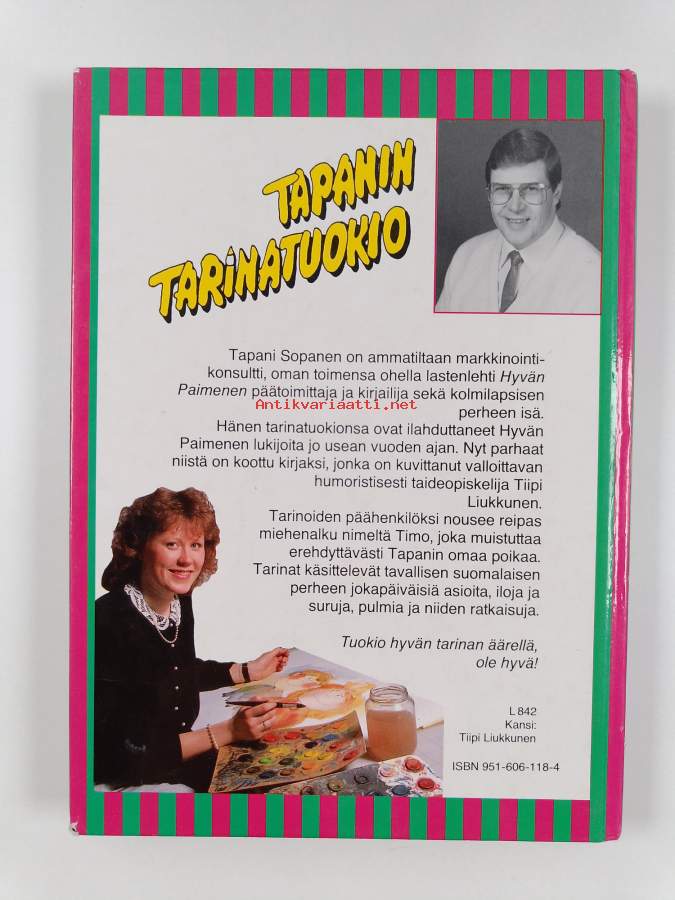 TAPANIN
TARINATUOKIO
Tapani Sopanen on ammatiltaan markkinointi-
konsultti, oman toimensa ohella lastenlehti Hyvän
Paimenen päätoimittaja ja kirjailija sekä kolmilapsisen
Antikvariaatti.net
perheen isä.
Hänen tarinatuokionsa ovat ilahduttaneet Hyvän
Paimenen lukijoita jo usean vuoden ajan. Nyt parhaat
niistä on koottu kirjaksi, jonka on kuvittanut valloittavan
humoristisesti taideopiskelija Tiipi
Liukkunen.
Tarinoiden päähenkilöksi nousee reipas
miehenalku nimeltä Timo, joka muistuttaa
erehdyttävästi Tapanin omaa poikaa.
Tarinat käsittelevät tavallisen suomalaisen
perheen jokapäiväisiä asioita, iloja ja
suruja, pulmia ja niiden ratkaisuja.
Tuokio hyvän tarinan äärellä,
ole hyvä!
L 842
Kansi:
Tiipi Liukkunen
ISBN 951-606-118-4